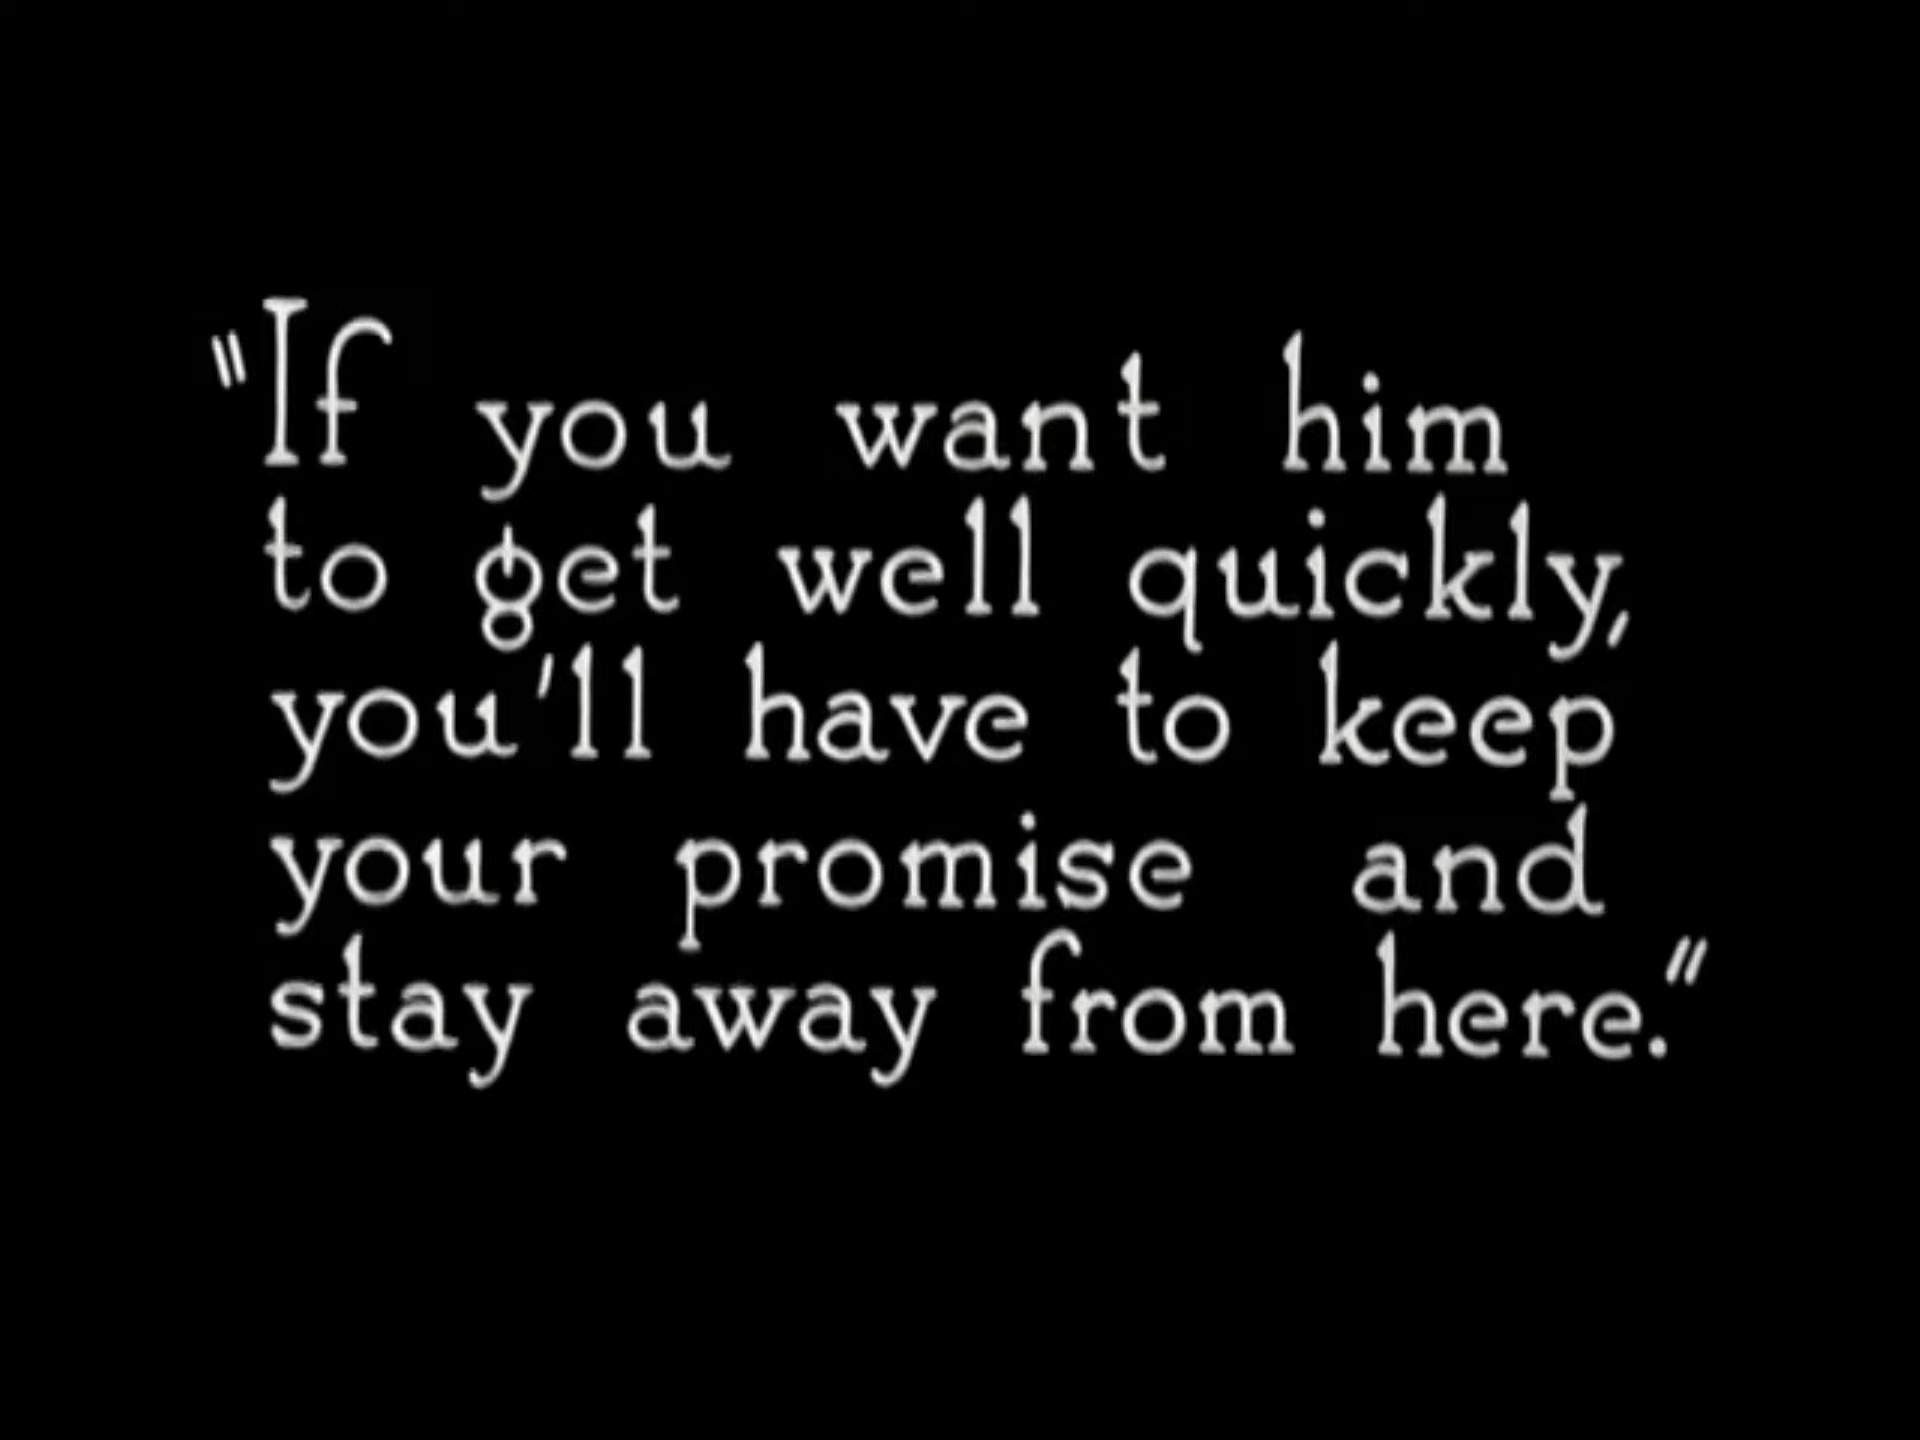 "If you want him
to get well quickly,
you'll have to keep
your promise and
stay away from here."